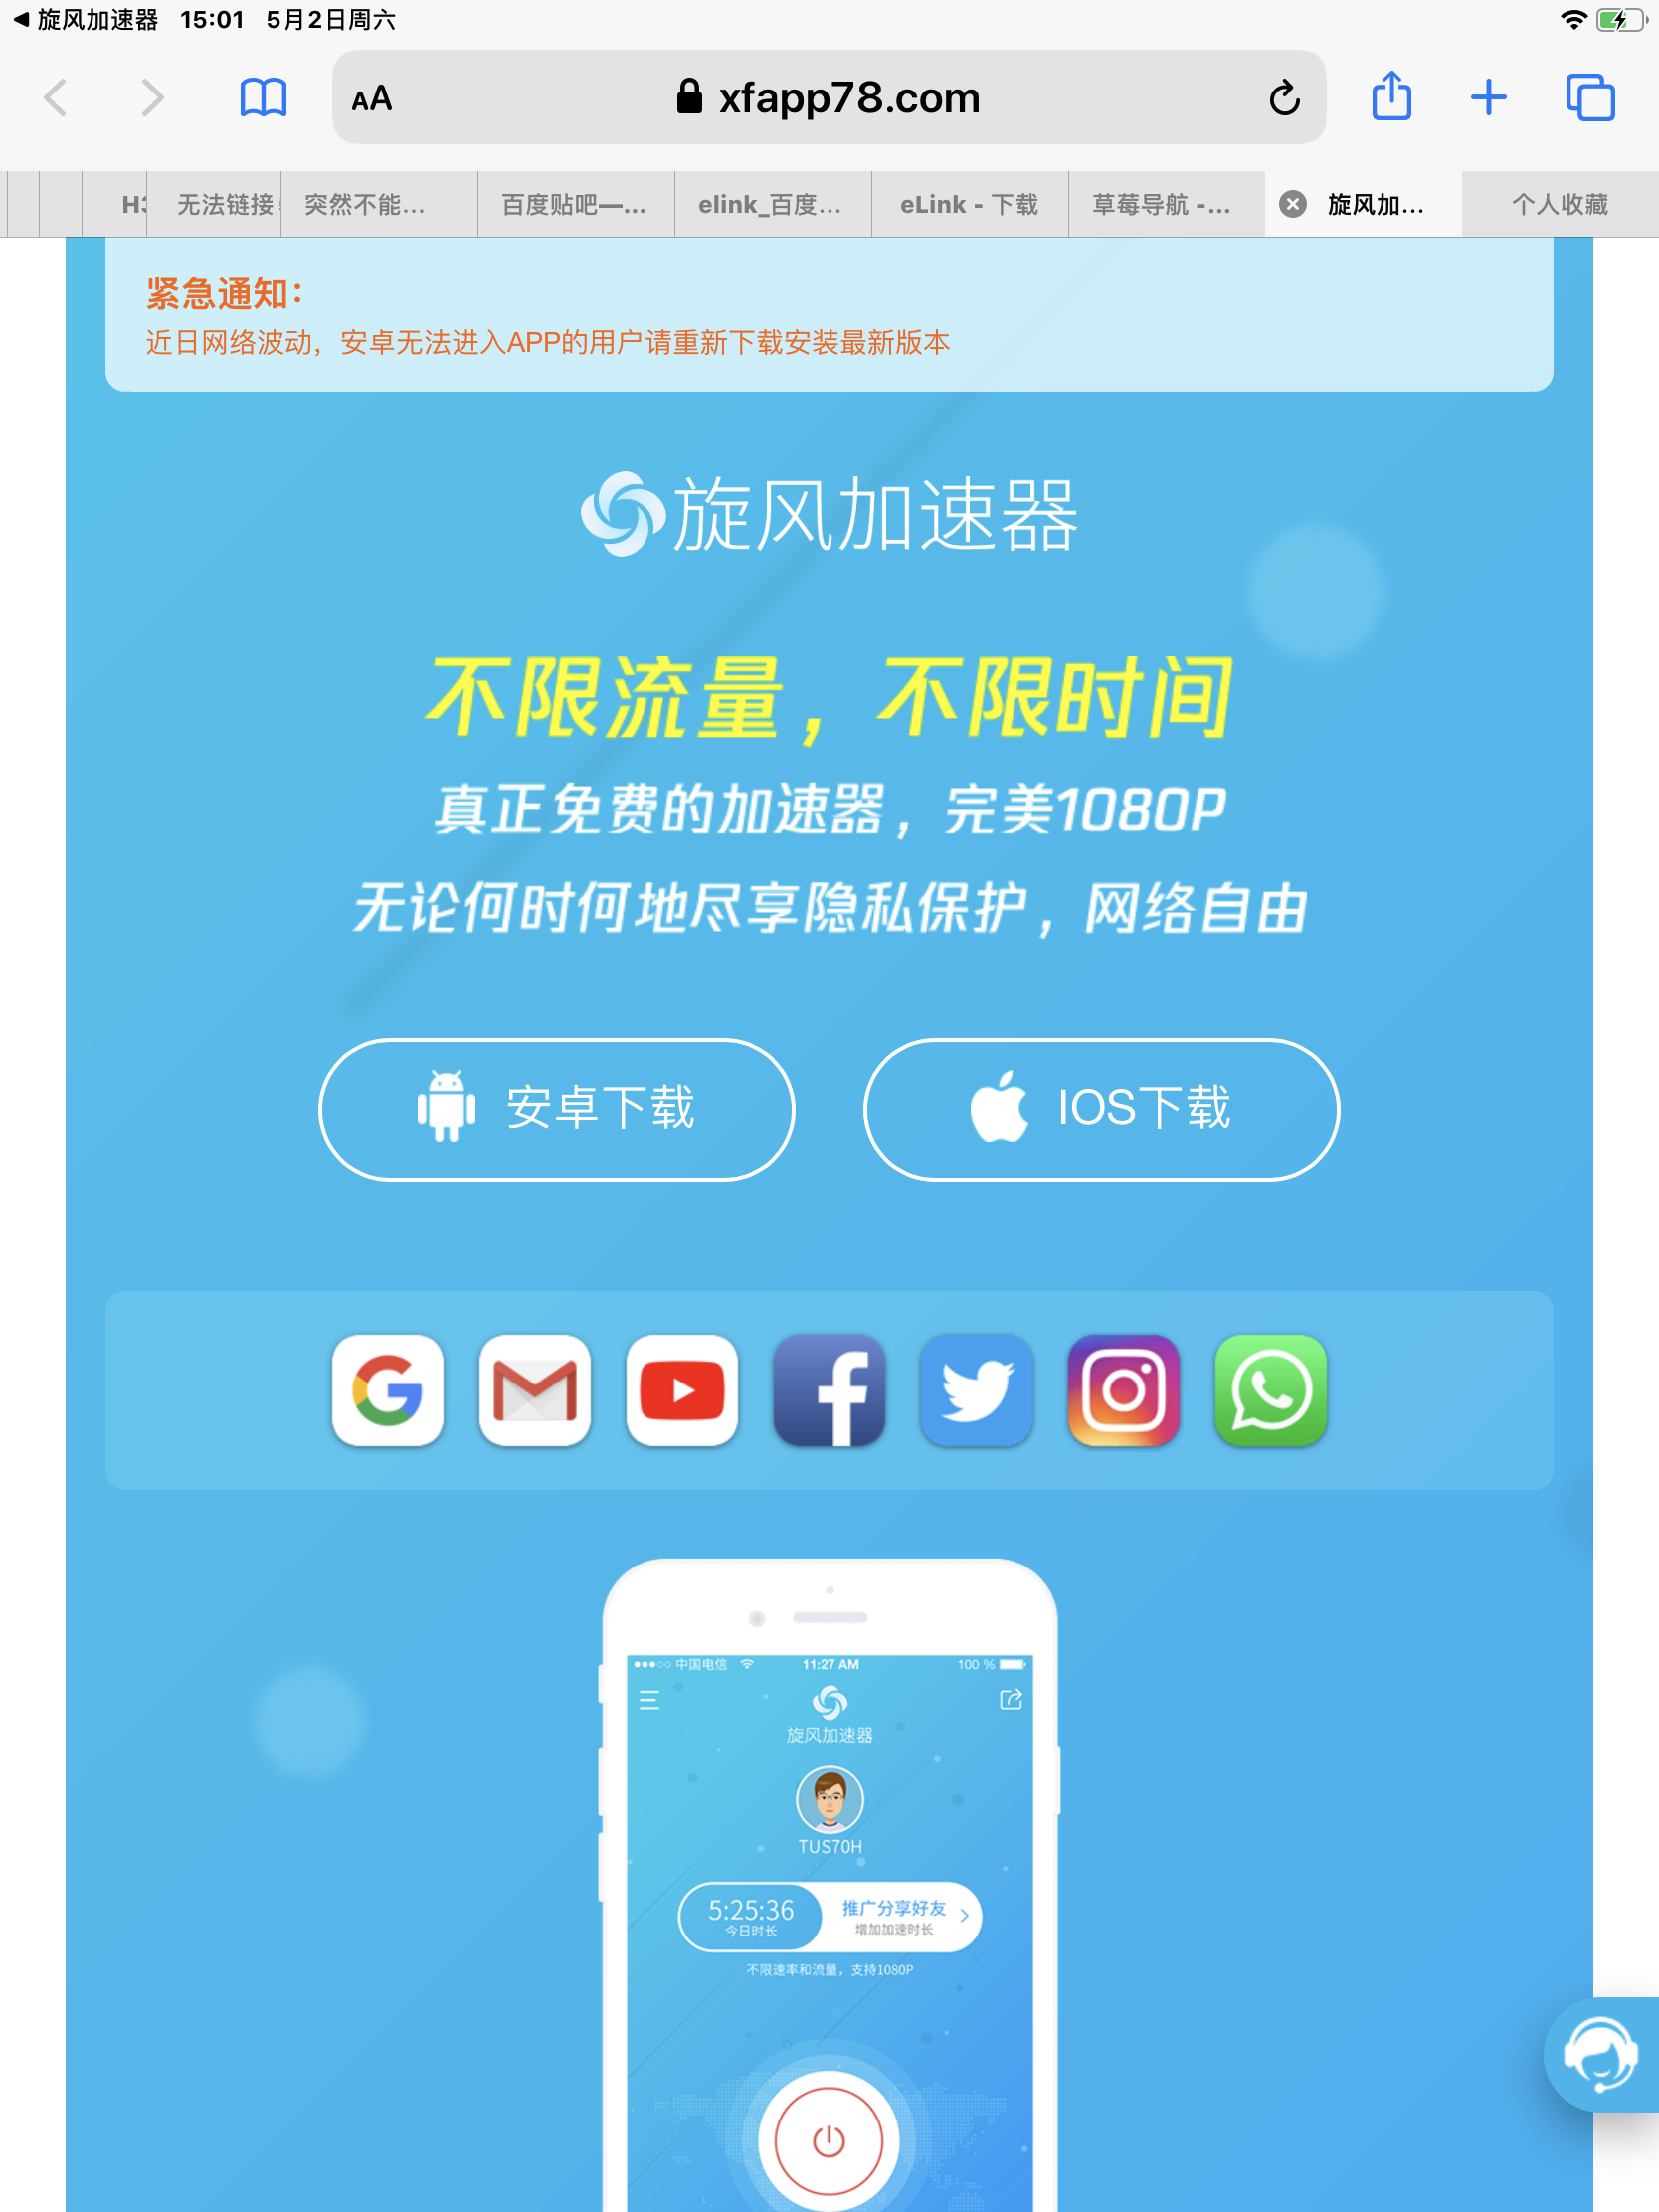 旋风加速器 15:01 5月2日周六
AA xfapp78.com
无法链接 突然不能... 百度贴吧—... elink_百度... eLink - 下载 草莓导航 -... 旋风加... 个人收藏
紧急通知：
近日网络波动，安卓无法进入APP的用户请重新下载安装最新版本
旋风加速器
不限流量，不限时间
真正免费的加速器，完美1080P
无论何时何地尽享隐私保护，网络自由
安卓下载 IOS下载
中国电信 11:27 AM 100 %
旋风加速器
TUS70H
5:25:36 推广分享好友
今日时长 增加加速时长
不限速率和流量，支持1080P